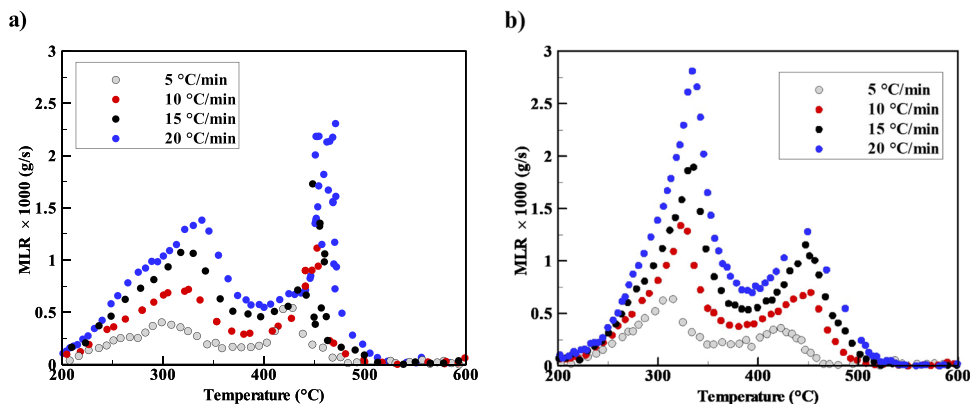 a)
3
2.5
2
1.5
1
0.5
0
MLR × 1000 (g/s)
5 °C/min
10 °C/min
15 °C/min
20 °C/min
200 300 400 500 600
Temperature (°C)
b)
3
2.5
2
1.5
1
0.5
0
MLR × 1000 (g/s)
5 °C/min
10 °C/min
15 °C/min
20 °C/min
200 300 400 500 600
Temperature (°C)